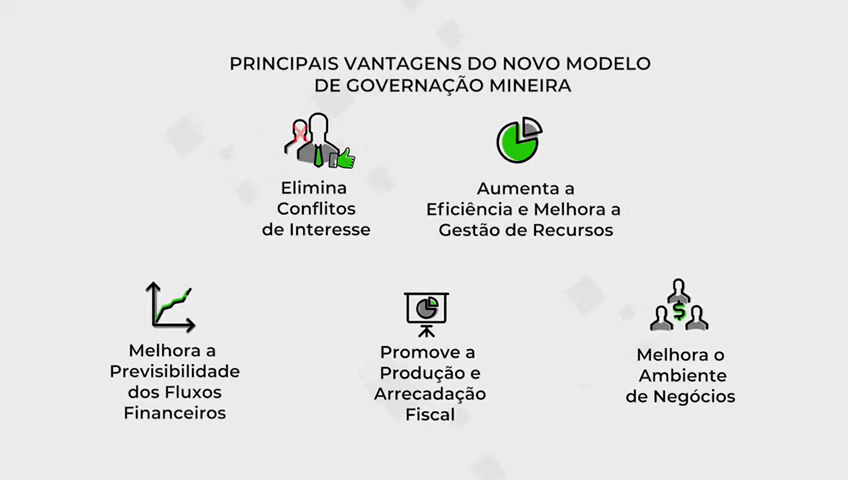 PRINCIPAIS VANTAGENS DO NOVO MODELO
DE GOVERNAÇÃO MINEIRA
Elimina
Conflitos
de Interesse
Aumenta a
Eficiência e Melhora a
Gestão de Recursos
Melhora a
Previsibilidade
dos Fluxos
Financeiros
Promove a
Produção e
Arrecadação
Fiscal
Melhora o
Ambiente
de Negócios